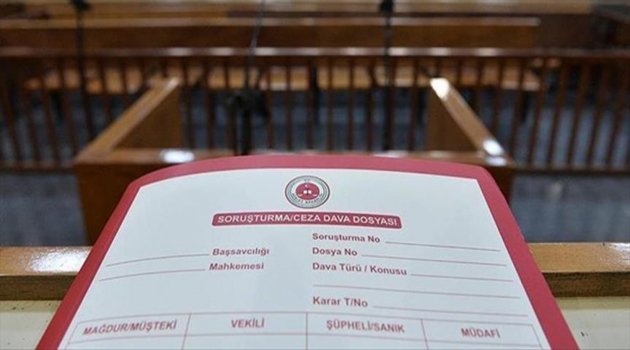 SORUŞTURMA/CEZA DAVA DOSYASI
Soruşturma No
Başsavcılığı Dosya No
Mahkemesi Dava Türü / Konusu
Karar T/No
MAĞDUR/MÜŞTEKİ VEKİLİ ŞÜPHELİ/SANIK MÜDAFİ